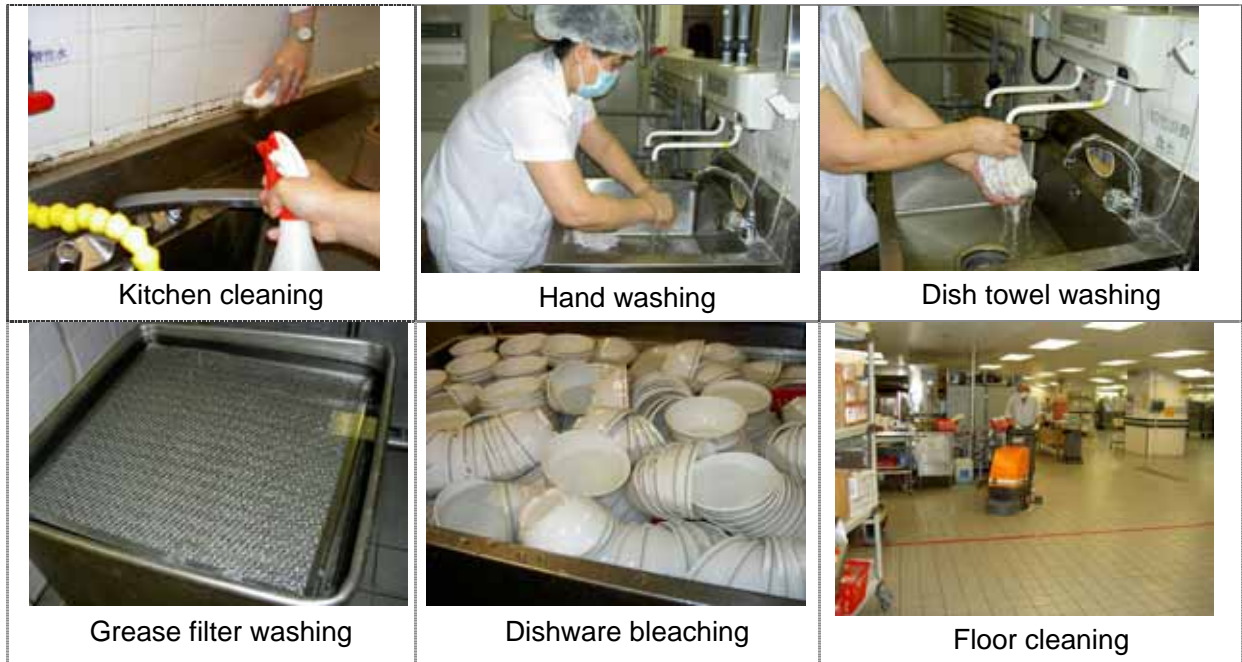 Kitchen cleaning
Hand washing
Dish towel washing
Grease filter washing
Dishware bleaching
Floor cleaning